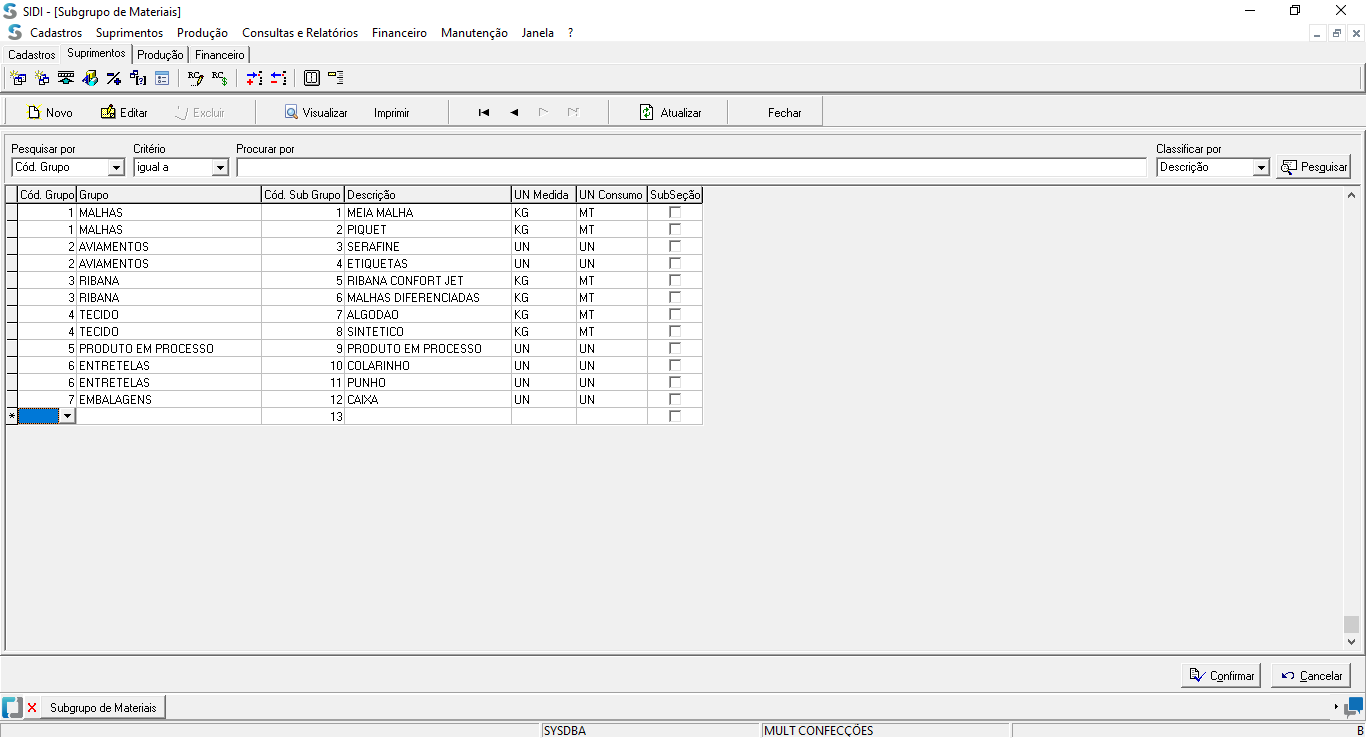 SIDI - [Subgrupo de Materiais]
Cadastros Suprimentos Produção Consultas e Relatórios Financeiro Manutenção Janela ?
Cadastros Suprimentos Produção Financeiro
Novo Editar Excluir Visualizar Imprimir Atualizar Fechar
Pesquisar por Critério Procurar por Classificar por
Cód. Grupo igual a Descrição Pesquisar
Cód. Grupo Grupo Cód. Sub Grupo Descrição UN Medida UN Consumo SubSeção
1 MALHAS 1 MEIA MALHA KG MT
1 MALHAS 2 PIQUET KG MT
2 AVIAMENTOS 3 SERAFINE UN UN
2 AVIAMENTOS 4 ETIQUETAS UN UN
3 RIBANA 5 RIBANA CONFORT JET KG MT
3 RIBANA 6 MALHAS DIFERENCIADAS KG MT
4 TECIDO 7 ALGODAO KG MT
4 TECIDO 8 SINTETICO KG MT
5 PRODUTO EM PROCESSO 9 PRODUTO EM PROCESSO UN UN
6 ENTRETELAS 10 COLARINHO UN UN
6 ENTRETELAS 11 PUNHO UN UN
7 EMBALAGENS 12 CAIXA UN UN
* 13
Confirmar Cancelar
Subgrupo de Materiais
SYSDBA MULT CONFECÇÕES B